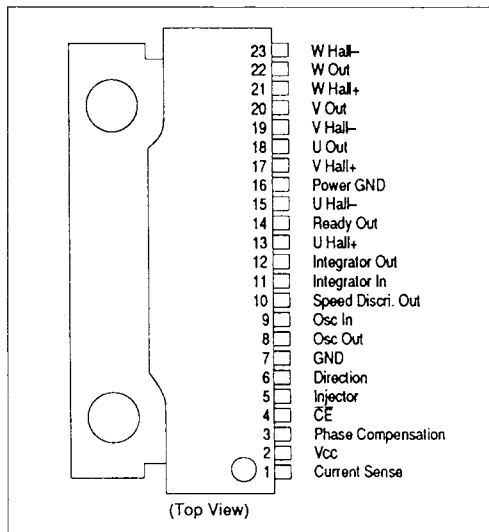 23 W Hall–
22 W Out
21 W Hall+
20 V Out
19 V Hall–
18 U Out
17 V Hall+
16 Power GND
15 U Hall–
14 Ready Out
13 U Hall+
12 Integrator Out
11 Integrator In
10 Speed Discri. Out
9 Osc In
8 Osc Out
7 GND
6 Direction
5 Injector
4 C̅E̅
3 Phase Compensation
2 Vcc
1 Current Sense
(Top View)